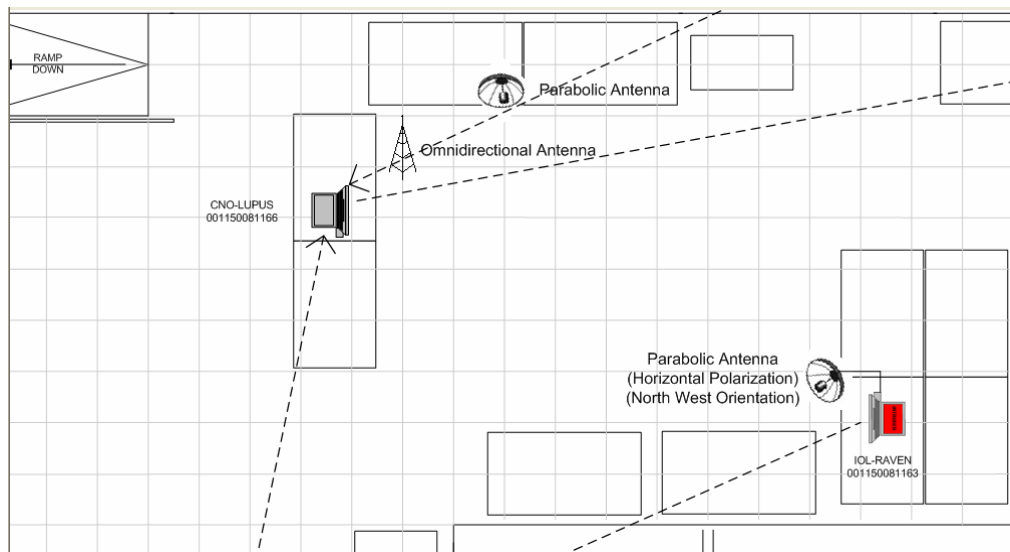 RAMP
DOWN
Parabolic Antenna
Omnidirectional Antenna
CNO-LUPUS
001150081166
Parabolic Antenna
(Horizontal Polarization)
(North West Orientation)
IOL-RAVEN
001150081163